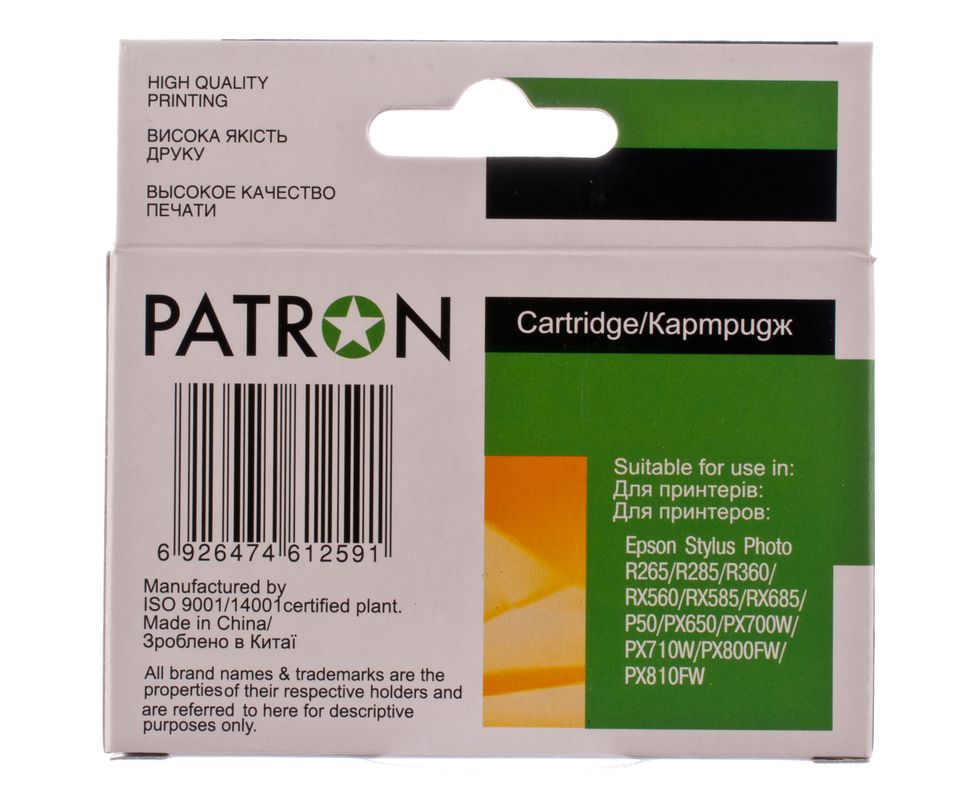 HIGH QUALITY
PRINTING
ВИСОКА ЯКІСТЬ
ДРУКУ
ВЫСОКОЕ КАЧЕСТВО
ПЕЧАТИ
PATRON
Cartridge/Картридж
6 926474 612591
Manufactured by
ISO 9001/14001certified plant.
Made in China/
Зроблено в Китаї
All brand names & trademarks are the
properties of their respective holders and
are referred to here for descriptive
purposes only.
Suitable for use in:
Для принтерів:
Для принтеров:
Epson Stylus Photo
R265/R285/R360/
RX560/RX585/RX685/
P50/PX650/PX700W/
PX710W/PX800FW/
PX810FW